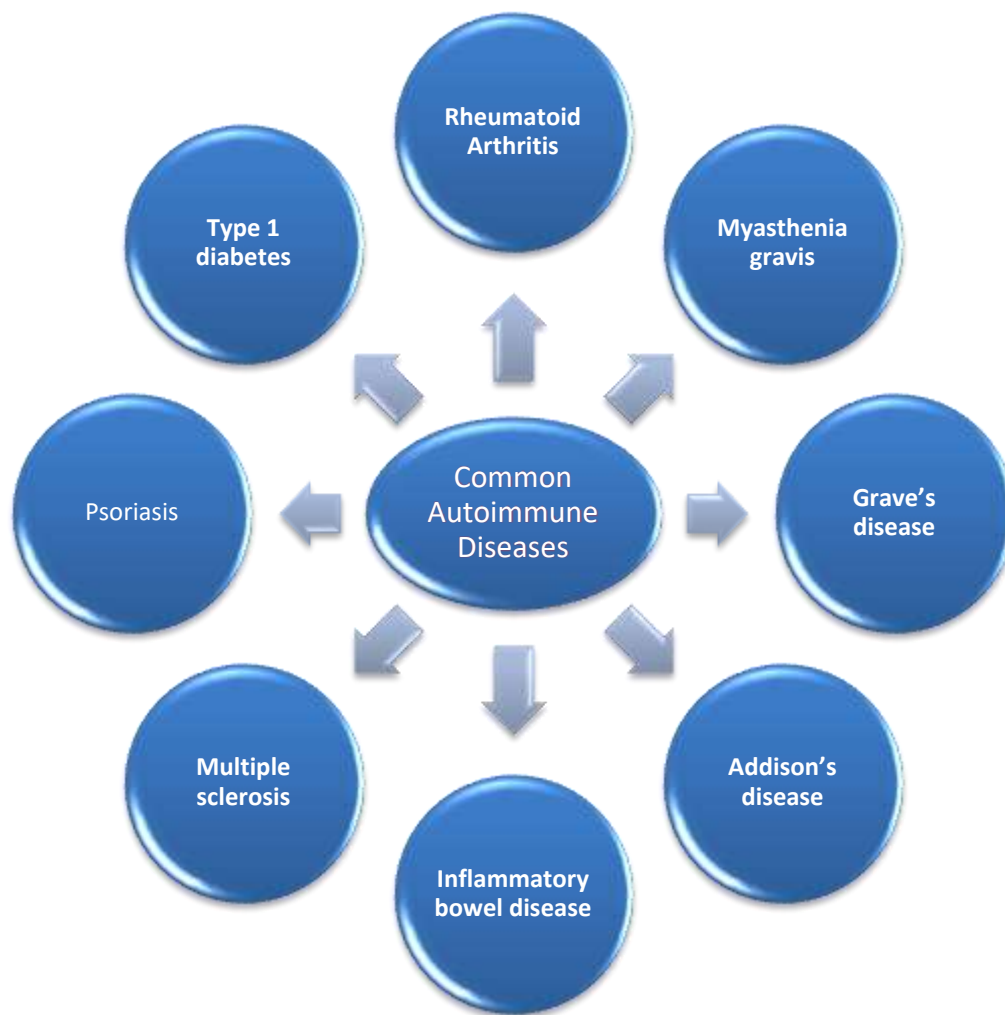 Rheumatoid
Arthritis
Type 1
diabetes
Myasthenia
gravis
Psoriasis
Common
Autoimmune
Diseases
Grave’s
disease
Multiple
sclerosis
Addison’s
disease
Inflammatory
bowel disease